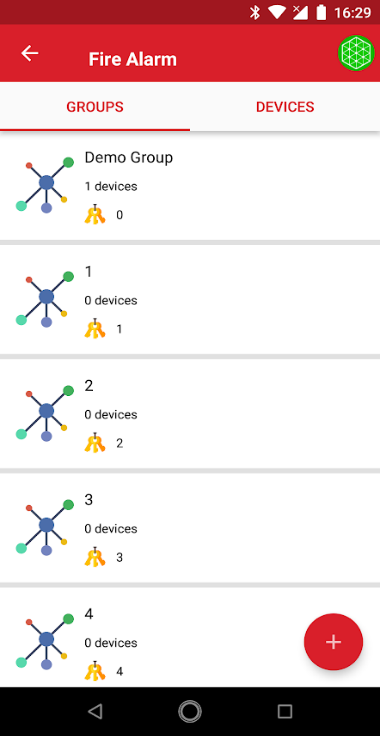 16:29
Fire Alarm
GROUPS DEVICES
Demo Group
1 devices
0
1
0 devices
1
2
0 devices
2
3
0 devices
3
4
0 devices
4